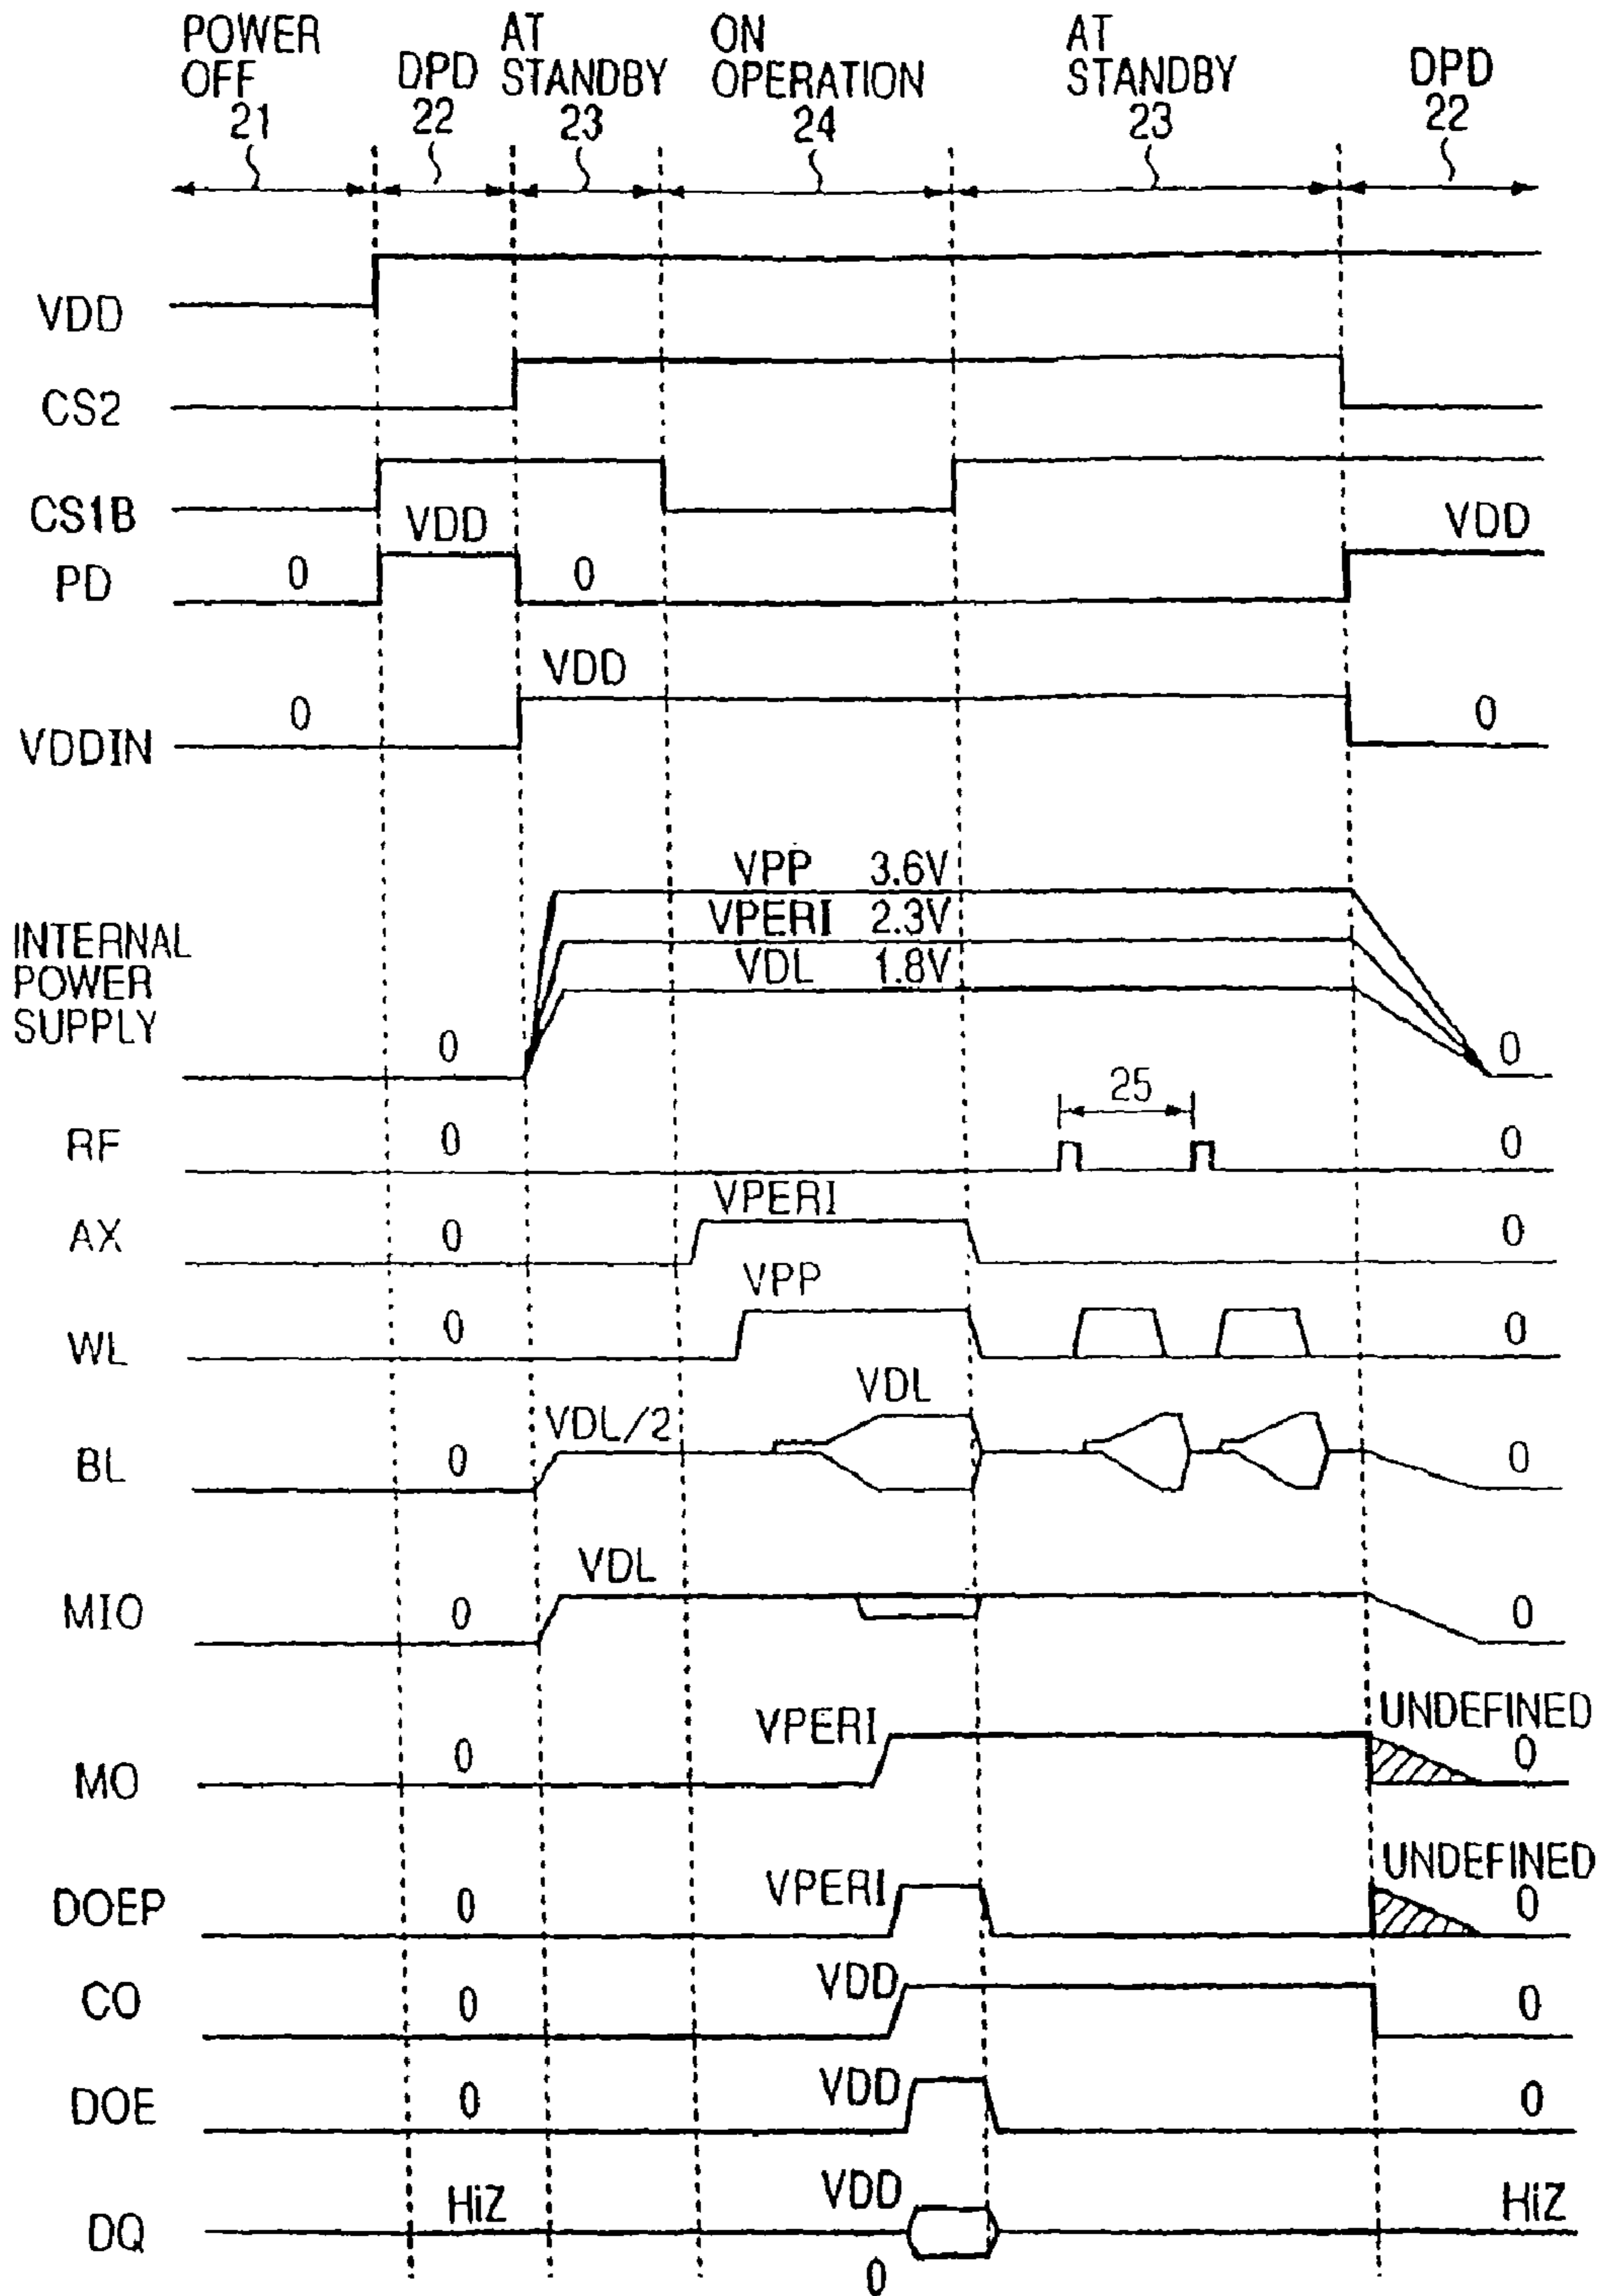 POWER OFF 21
DPD 22
AT STANDBY 23
ON OPERATION 24
AT STANDBY 23
DPD 22
VDD
CS2
CS1B
VDD
VDD
PD
0
0
VDD
VDDIN
0
0
VPP 3.6V
VPERI 2.3V
VDL 1.8V
INTERNAL
POWER
SUPPLY
0
0
25
RF
0
0
VPERI
AX
0
0
VPP
WL
0
0
VDL
VDL/2
BL
0
0
VDL
MIO
0
0
VPERI
UNDEFINED
MO
0
0
VPERI
UNDEFINED
DOEP
0
0
VDD
CO
0
0
VDD
DOE
0
0
VDD
DQ
HiZ
HiZ
0